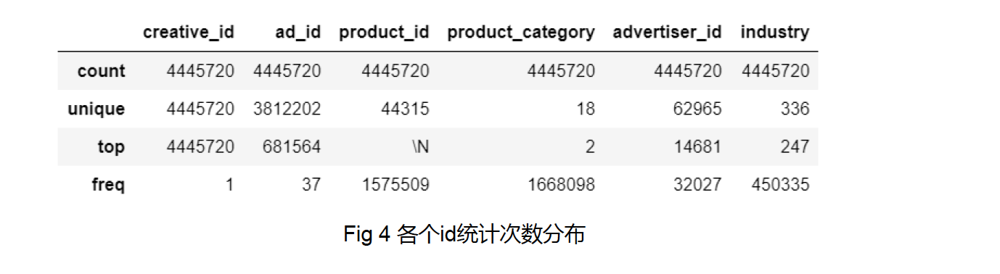 creative_id ad_id product_id product_category advertiser_id industry
count 4445720 4445720 4445720 4445720 4445720 4445720
unique 4445720 3812202 44315 18 62965 336
top 4445720 681564 \N 2 14681 247
freq 1 37 1575509 1668098 32027 450335
Fig 4 各个id统计次数分布